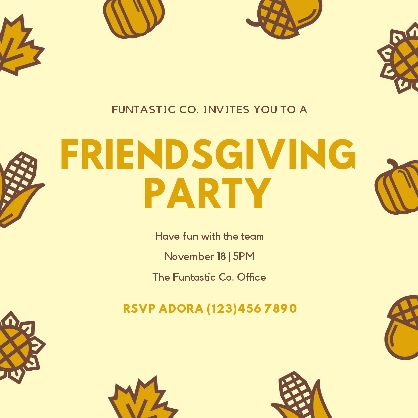 FUNTASTIC CO. INVITES YOU TO A
FRIENDSGIVING
PARTY
Have fun with the team
November 18 | 5PM
The Funtastic Co. Office
RSVP ADORA (123)456 7890